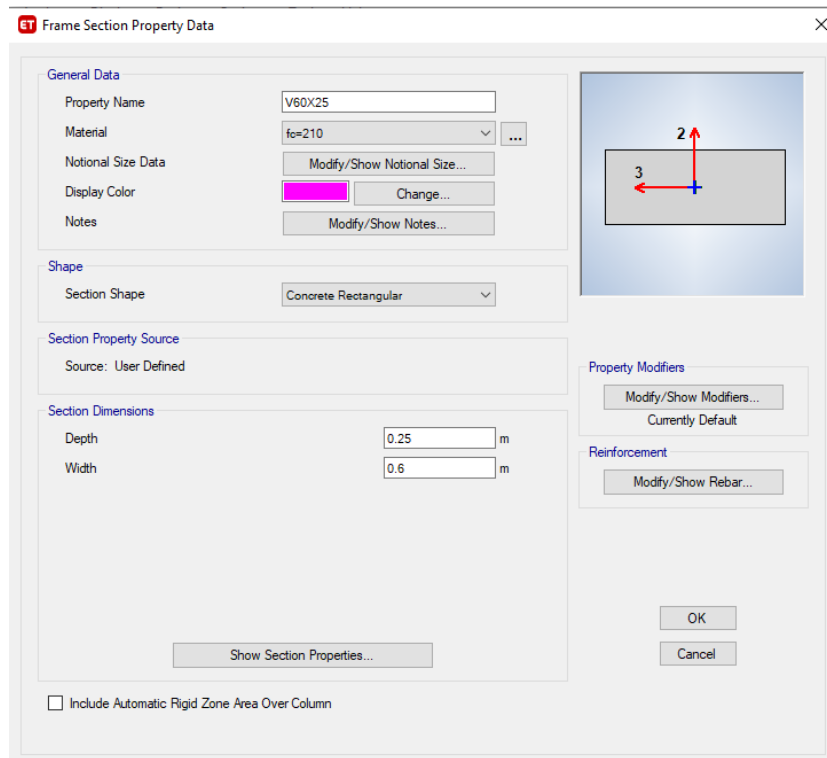 ET Frame Section Property Data
General Data
Property Name V60X25
Material fc=210 ...
Notional Size Data Modify/Show Notional Size...
Display Color Change...
Notes Modify/Show Notes...
2
3
Shape
Section Shape Concrete Rectangular
Section Property Source
Source: User Defined
Property Modifiers
Modify/Show Modifiers...
Currently Default
Section Dimensions
Depth 0.25 m
Width 0.6 m
Reinforcement
Modify/Show Rebar...
OK
Show Section Properties...
Cancel
Include Automatic Rigid Zone Area Over Column